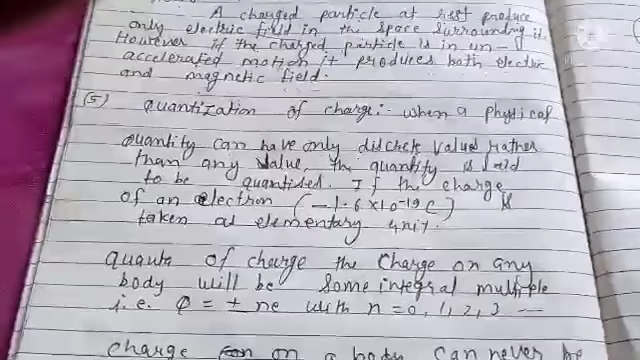 A charged particle at rest produce
only electric field in the space surrounding it.
However if the charged particle is in un-
accelerated motion it produces both electric
and magnetic field.
(5) quantization of charge:- when a physical
quantity can have only discrete values rather
than any value, the quantity is said
to be quantised. If the charge
of an electron (-1.6×10-19c) is
taken as elementary unit.
quanta of charge the charge on any
body will be some integral multiple
i.e. Q = ± ne with n=0, 1, 2, 3 ---
charge on a body can never be